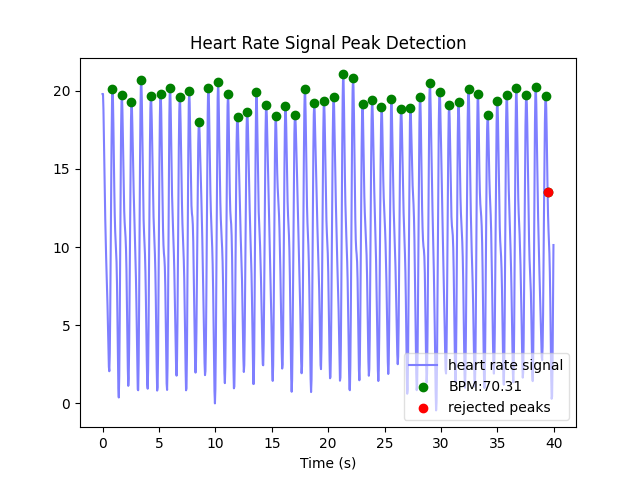 Heart Rate Signal Peak Detection
20
15
10
5
0
heart rate signal
BPM:70.31
rejected peaks
0 5 10 15 20 25 30 35 40
Time (s)